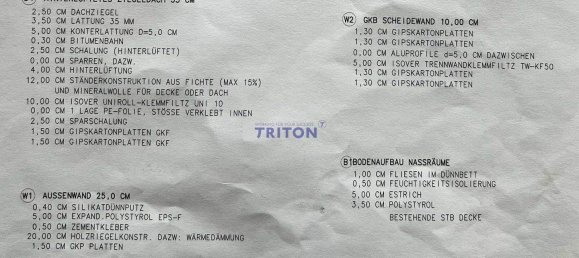 HINTERLÜFTETES ZIEGELDACH 35 CM
2,50 CM DACHZIEGEL
3,50 CM LATTUNG 35 MM
5,00 CM KONTERLATTUNG D=5,0 CM
0,30 CM BITUMENBAHN
2,50 CM SCHALUNG (HINTERLÜFTET)
0,00 CM SPARREN, DAZW.
4,00 CM HINTERLÜFTUNG
12,00 CM STÄNDERKONSTRUKTION AUS FICHTE (MAX 15%)
UND MINERALWOLLE FÜR DECKE ODER DACH
10,00 CM ISOVER UNIROLL-KLEMMFILTZ UNI 10
0,00 CM 1 LAGE PE-FOLIE, STÖSSE VERKLEBT INNEN
2,50 CM SPARSCHALUNG
1,50 CM GIPSKARTONPLATTEN GKF
1,50 CM GIPSKARTONPLATTEN GKF
W1 AUSSENWAND 25,0 CM
0,40 CM SILIKATDÜNNPUTZ
5,00 CM EXPAND.POLYSTYROL EPS-F
0,50 CM ZEMENTKLEBER
20,00 CM HOLZRIEGELKONSTR. DAZW: WÄRMEDÄMMUNG
1,50 CM GKP PLATTEN
TRITON
W2 GKB SCHEIDEWAND 10,00 CM
1,30 CM GIPSKARTONPLATTEN
1,30 CM GIPSKARTONPLATTEN
0,00 CM ALUPROFILE d=5,0 CM DAZWISCHEN
5,00 CM ISOVER TRENNWANDKLEMMFILTZ TW-KF50
1,30 CM GIPSKARTONPLATTEN
1,30 CM GIPSKARTONPLATTEN
B1 BODENAUFBAU NASSRÄUME
1,00 CM FLIESEN IM DÜNNBETT
0,50 CM FEUCHTIGKEITSISOLIERUNG
5,00 CM ESTRICH
3,50 CM POLYSTYROL
BESTEHENDE STB DECKE